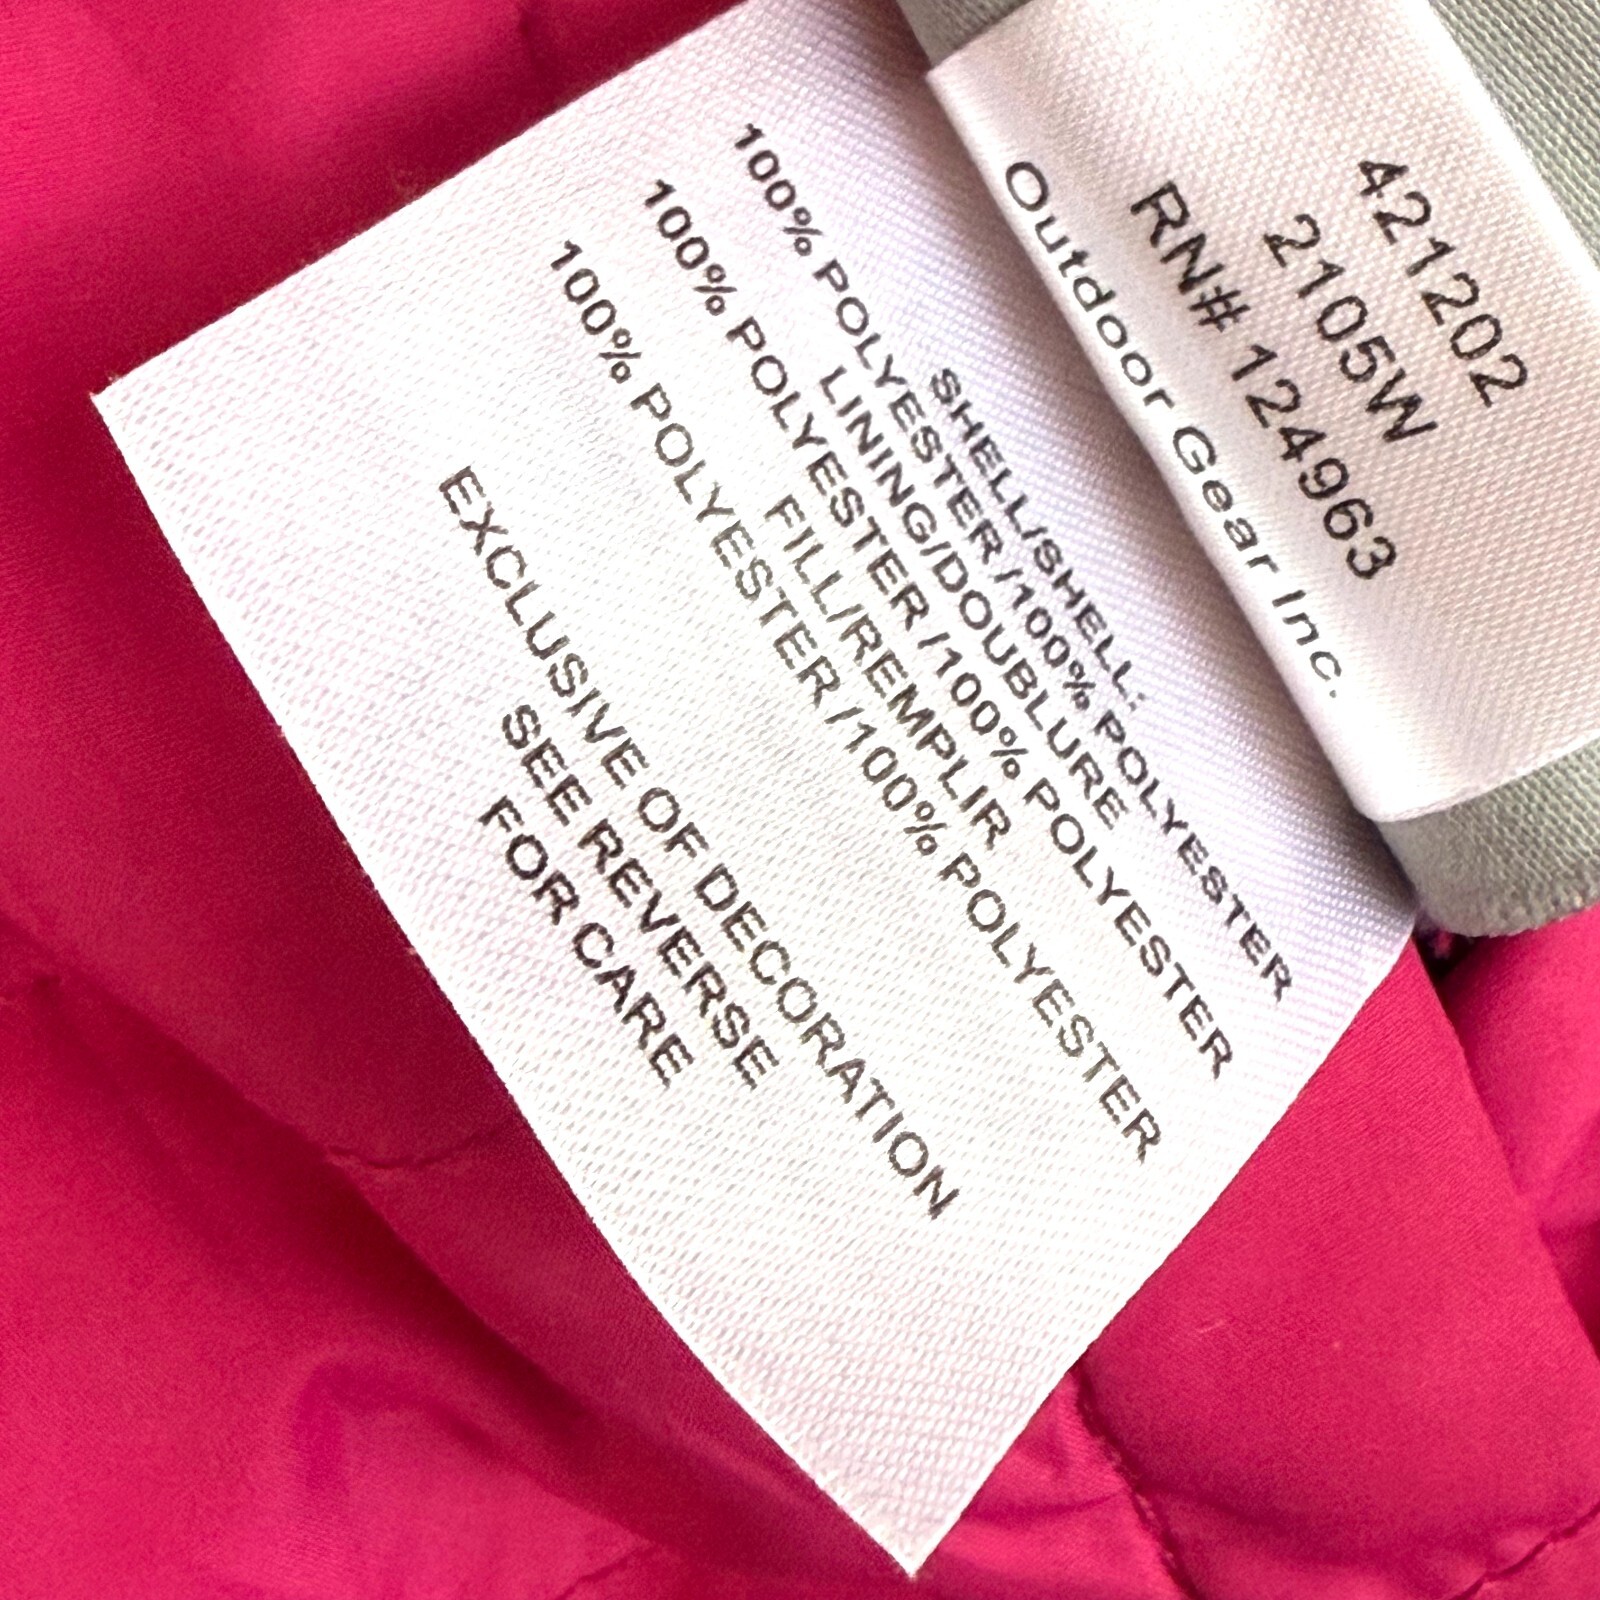 421202
2105W
RN# 124963
Outdoor Gear Inc.
SHELL/SHELL:
100% POLYESTER /100% POLYESTER
LINING/DOUBLURE
100% POLYESTER /100% POLYESTER
FILL/REMPLIR
100% POLYESTER /100% POLYESTER
EXCLUSIVE OF DECORATION
SEE REVERSE
FOR CARE